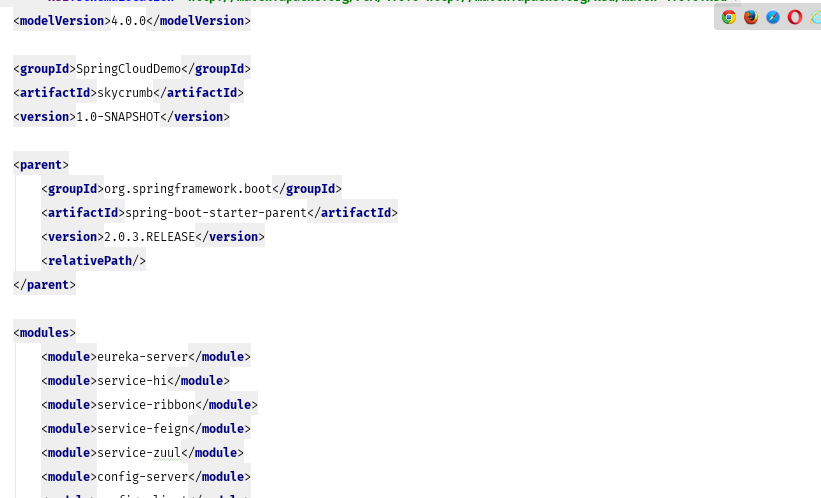 <modelVersion>4.0.0</modelVersion>
<groupId>SpringCloudDemo</groupId>
<artifactId>skycrumb</artifactId>
<version>1.0-SNAPSHOT</version>
<parent>
<groupId>org.springframework.boot</groupId>
<artifactId>spring-boot-starter-parent</artifactId>
<version>2.0.3.RELEASE</version>
<relativePath/>
</parent>
<modules>
<module>eureka-server</module>
<module>service-hi</module>
<module>service-ribbon</module>
<module>service-feign</module>
<module>service-zuul</module>
<module>config-server</module>